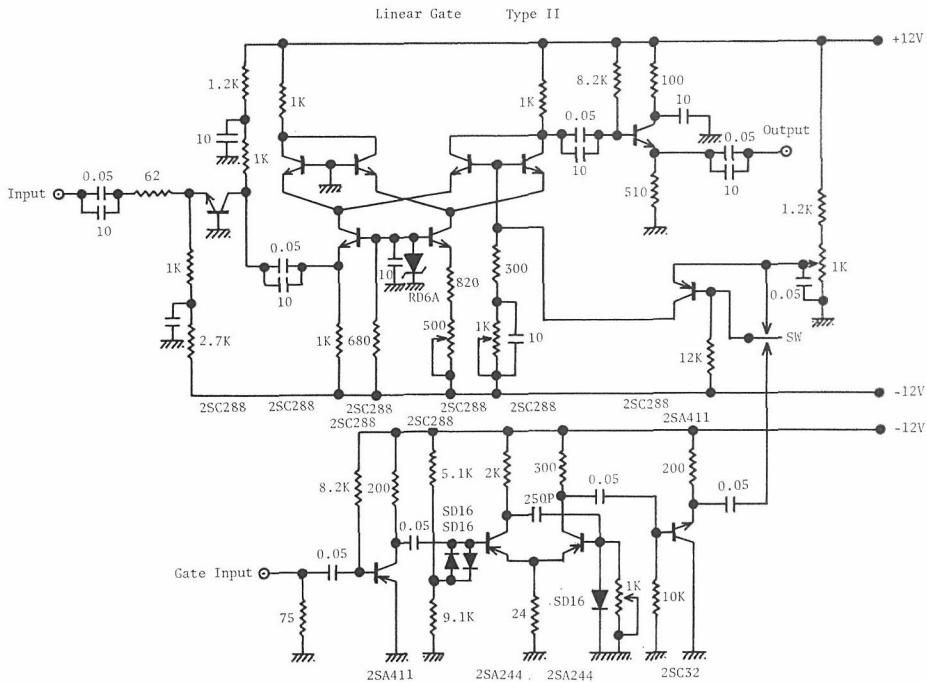 Linear Gate Type II
+12V
1.2K
1K
1K
8.2K
100
10
10
0.05
10
0.05
Output
10
1K
Input
0.05
62
10
510
1.2K
1K
0.05
10
10
RD6A
820
300
1K
0.05
1K
2.7K
1K
680
500
1K
10
12K
SW
-12V
2SC288 2SC288 2SC288 2SC288 2SC288 2SC288
2SC288 2SC288 2SA411
-12V
8.2K
200
5.1K
2K
300
200
250P
0.05
0.05
SD16
SD16
0.05
0.05
Gate Input
75
9.1K
24
SD16
1K
10K
2SA411 2SA244 2SA244 2SC32